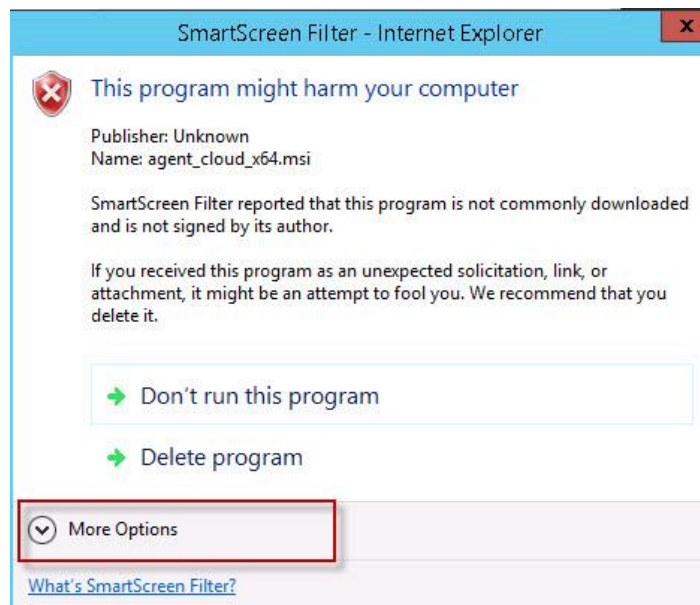 SmartScreen Filter - Internet Explorer
x
This program might harm your computer
Publisher: Unknown
Name: agent_cloud_x64.msi
SmartScreen Filter reported that this program is not commonly downloaded
and is not signed by its author.
If you received this program as an unexpected solicitation, link, or
attachment, it might be an attempt to fool you. We recommend that you
delete it.
Don't run this program
Delete program
More Options
What's SmartScreen Filter?